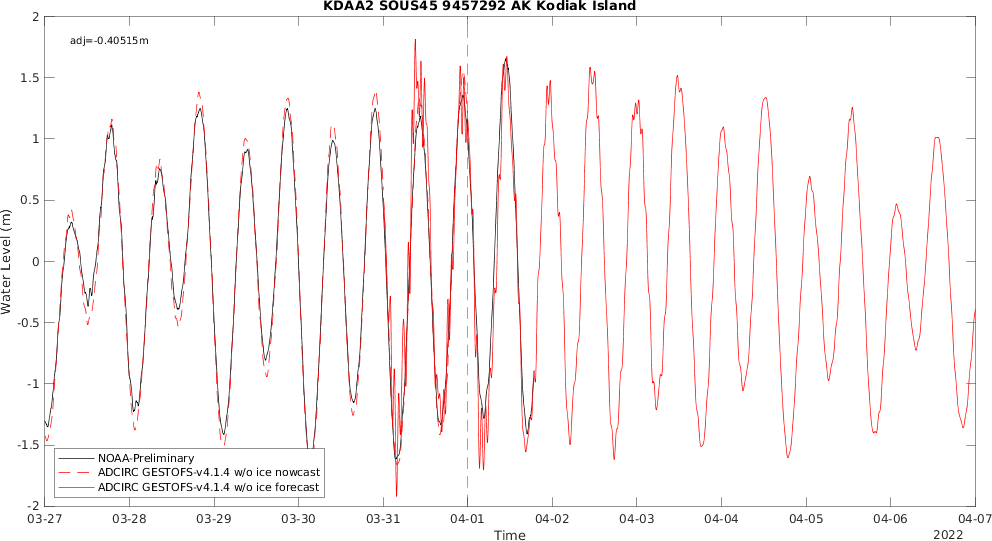 KDAA2 SOUS45 9457292 AK Kodiak Island
adj=-0.40515m
Water Level (m)
2
1.5
1
0.5
0
-0.5
-1
-1.5
-2
NOAA-Preliminary
ADCIRC GESTOFS-v4.1.4 w/o ice nowcast
ADCIRC GESTOFS-v4.1.4 w/o ice forecast
03-27 03-28 03-29 03-30 03-31 04-01 04-02 04-03 04-04 04-05 04-06 04-07
Time
2022